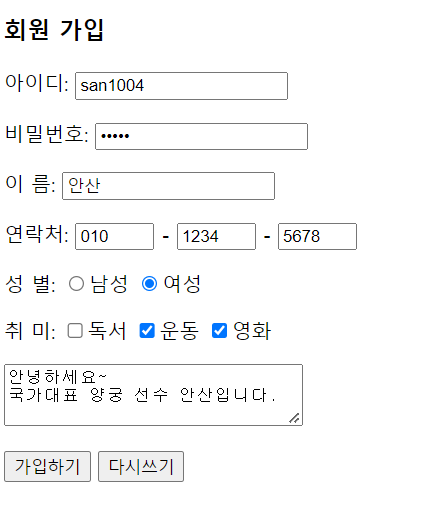 회원 가입
아이디: san1004
비밀번호: •••••
이 름: 안산
연락처: 010 - 1234 - 5678
성 별: 남성 여성
취 미: 독서 운동 영화
안녕하세요~
국가대표 양궁 선수 안산입니다.
가입하기 다시쓰기